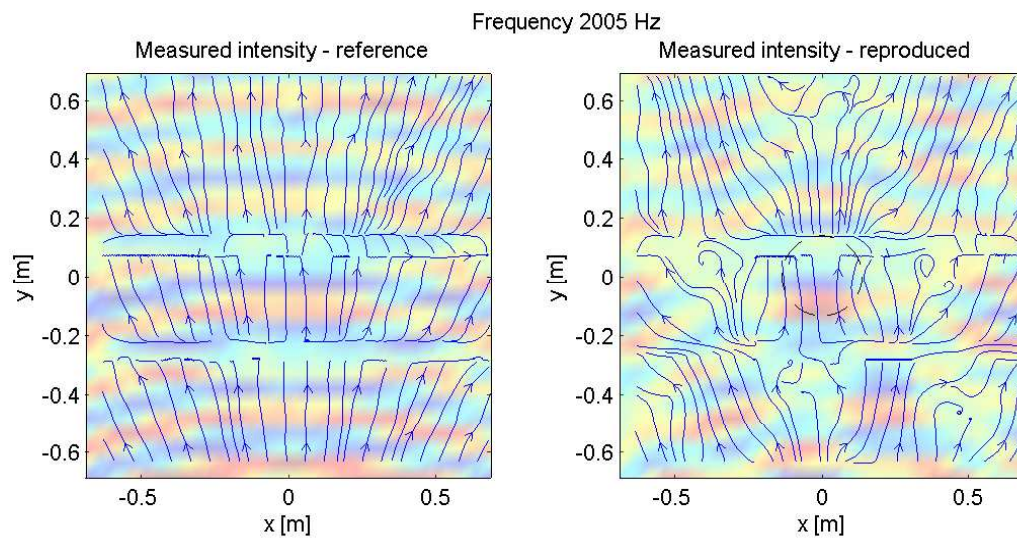 Frequency 2005 Hz
Measured intensity - reference
Measured intensity - reproduced
0.6
0.4
0.2
0
-0.2
-0.4
-0.6
y [m]
-0.5
0
0.5
x [m]
0.6
0.4
0.2
0
-0.2
-0.4
-0.6
y [m]
-0.5
0
0.5
x [m]